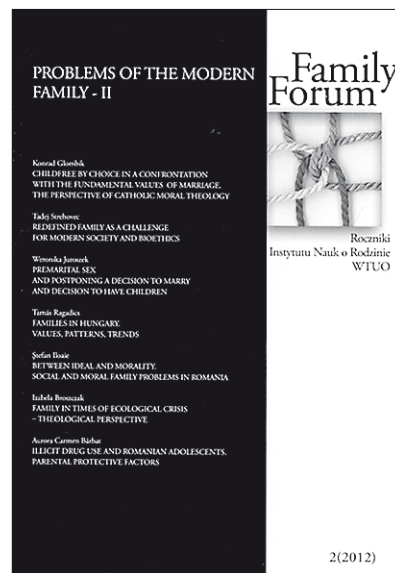 PROBLEMS OF THE MODERN
FAMILY - II
Konrad Glombik
CHILDFREE BY CHOICE IN A CONFRONTATION
WITH THE FUNDAMENTAL VALUES OF MARRIAGE.
THE PERSPECTIVE OF CATHOLIC MORAL THEOLOGY
Tadej Strehovec
REDEFINED FAMILY AS A CHALLENGE
FOR MODERN SOCIETY AND BIOETHICS
Weronika Juroszek
PREMARITAL SEX
AND POSTPONING A DECISION TO MARRY
AND DECISION TO HAVE CHILDREN
Tamás Ragadics
FAMILIES IN HUNGARY.
VALUES, PATTERNS, TRENDS
Ştefan Iloaie
BETWEEN IDEAL AND MORALITY.
SOCIAL AND MORAL FAMILY PROBLEMS IN ROMANIA
Izabela Broszczak
FAMILY IN TIMES OF ECOLOGICAL CRISIS
– THEOLOGICAL PERSPECTIVE
Aurora Carmen Bărbat
ILLICIT DRUG USE AND ROMANIAN ADOLESCENTS.
PARENTAL PROTECTIVE FACTORS
Family
Forum
Roczniki
Instytutu Nauk o Rodzinie
WTUO
2(2012)